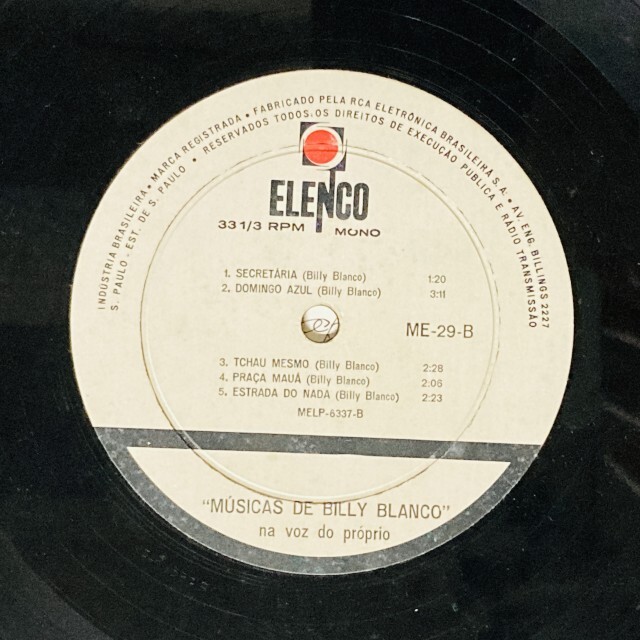 INDÚSTRIA BRASILEIRA • MARCA REGISTRADA • FABRICADO PELA RCA ELETRÔNICA BRASILEIRA S.A. • AV. ENG. BILLINGS 2227
S. PAULO - EST. DE S. PAULO • RESERVADOS TODOS OS DIREITOS DE EXECUÇÃO PÚBLICA E RÁDIO TRANSMISSÃO
ELENCO
33 1/3 RPM MONO
1. SECRETÁRIA (Billy Blanco) 1:20
2. DOMINGO AZUL (Billy Blanco) 3:11
ME-29-B
3. TCHAU MESMO (Billy Blanco) 2:28
4. PRAÇA MAUÁ (Billy Blanco) 2:06
5. ESTRADA DO NADA (Billy Blanco) 2:23
MELP-6337-B
"MÚSICAS DE BILLY BLANCO"
na voz do próprio